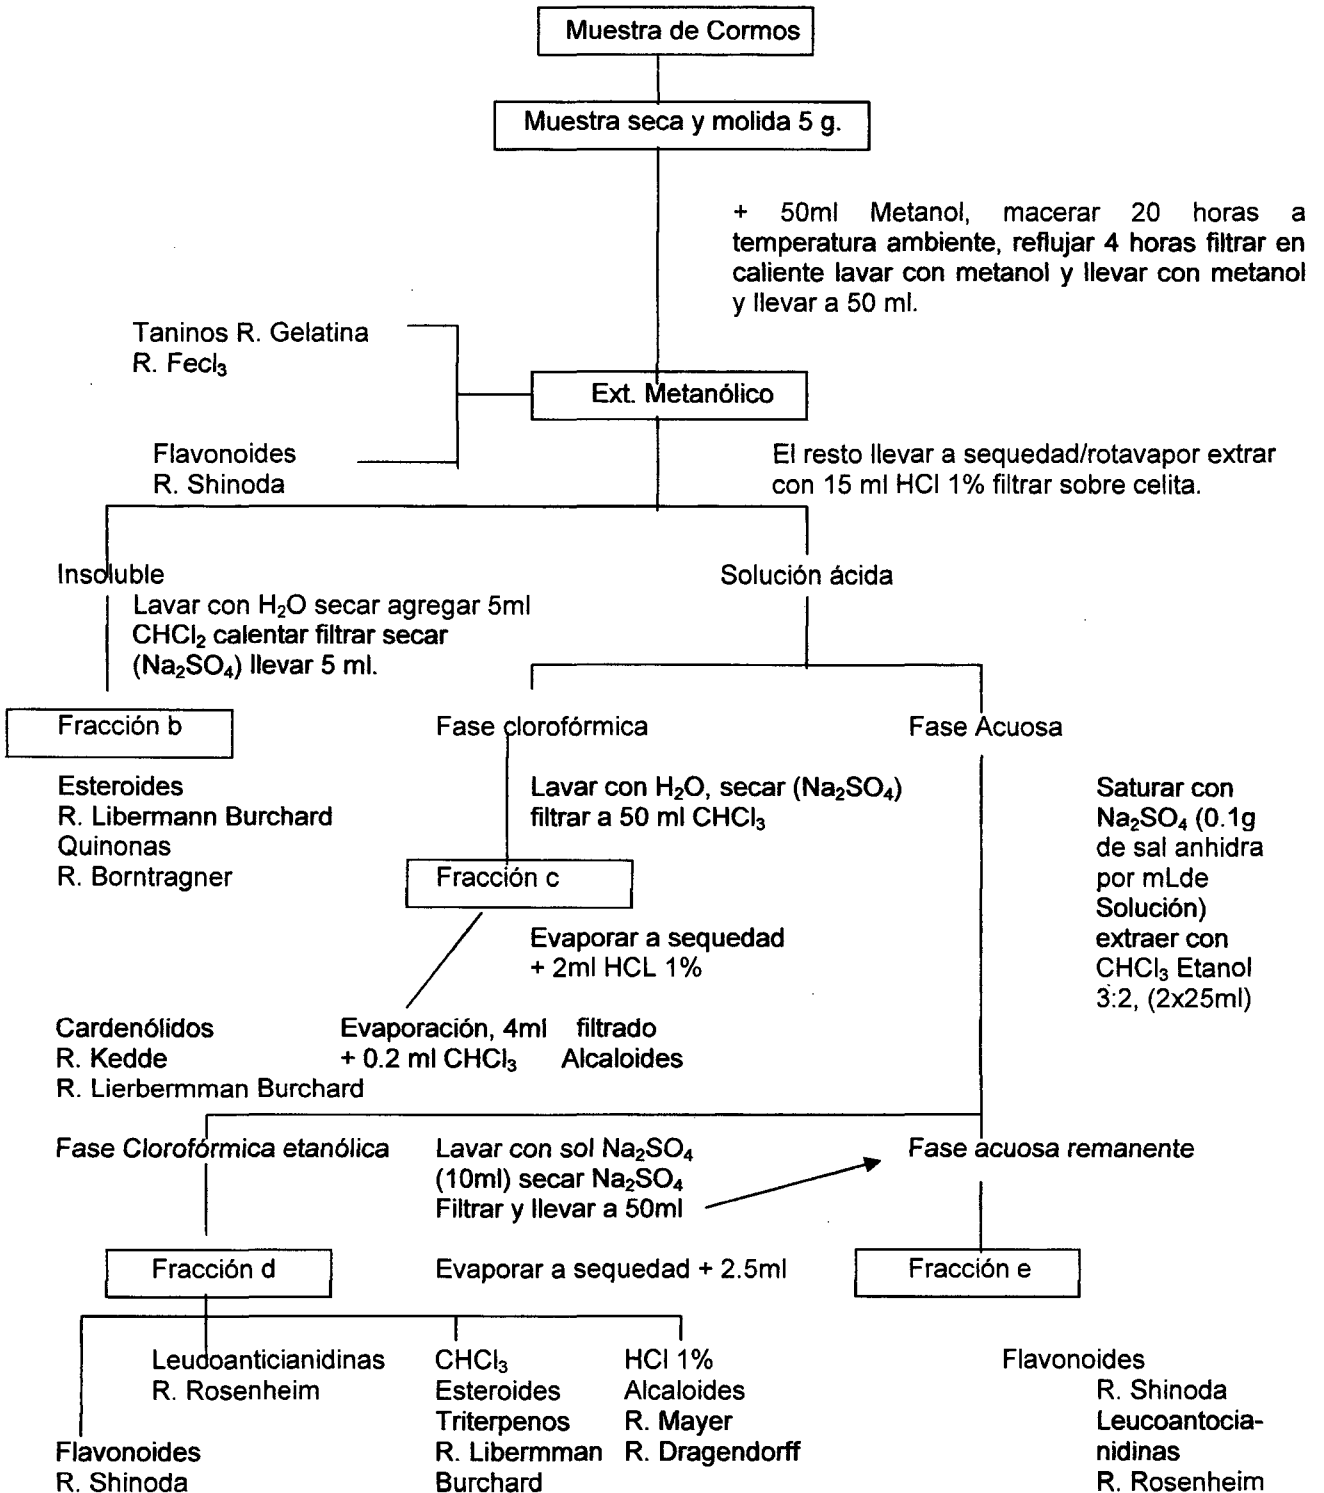 Muestra de Cormos
Muestra seca y molida 5 g.
+ 50ml Metanol, macerar 20 horas a
temperatura ambiente, reflujar 4 horas filtrar en
caliente lavar con metanol y llevar con metanol
y llevar a 50 ml.
Taninos R. Gelatina
R. Fecl₃
Ext. Metanólico
Flavonoides
R. Shinoda
El resto llevar a sequedad/rotavapor extrar
con 15 ml HCl 1% filtrar sobre celita.
Insoluble
Solución ácida
Lavar con H₂O secar agregar 5ml
CHCl₂ calentar filtrar secar
(Na₂SO₄) llevar 5 ml.
Fracción b
Fase clorofórmica
Fase Acuosa
Esteroides
R. Libermann Burchard
Quinonas
R. Borntragner
Lavar con H₂O, secar (Na₂SO₄)
filtrar a 50 ml CHCl₃
Saturar con
Na₂SO₄ (0.1g
de sal anhidra
por mLde
Solución)
extraer con
CHCl₃ Etanol
3:2, (2x25ml)
Fracción c
Evaporar a sequedad
+ 2ml HCL 1%
Cardenólidos
R. Kedde
R. Lierbermman Burchard
Evaporación, 4ml filtrado
+ 0.2 ml CHCl₃ Alcaloides
Fase Clorofórmica etanólica
Lavar con sol Na₂SO₄
(10ml) secar Na₂SO₄
Filtrar y llevar a 50ml
Fase acuosa remanente
Fracción d
Evaporar a sequedad + 2.5ml
Fracción e
Leucoanticianidinas
R. Rosenheim
CHCl₃
Esteroides
Triterpenos
R. Libermman
Burchard
HCl 1%
Alcaloides
R. Mayer
R. Dragendorff
Flavonoides
R. Shinoda
Flavonoides
R. Shinoda
Leucoantocia-
nidinas
R. Rosenheim